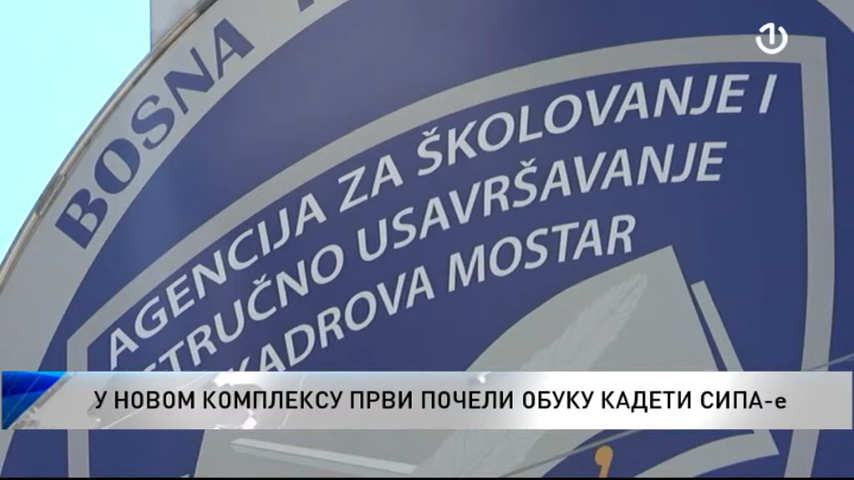 BOSNA
AGENCIJA ZA ŠKOLOVANJE I
STRUČNO USAVRŠAVANJE
KADROVA MOSTAR
У НОВОМ КОМПЛЕКСУ ПРВИ ПОЧЕЛИ ОБУКУ КАДЕТИ СИПА-е